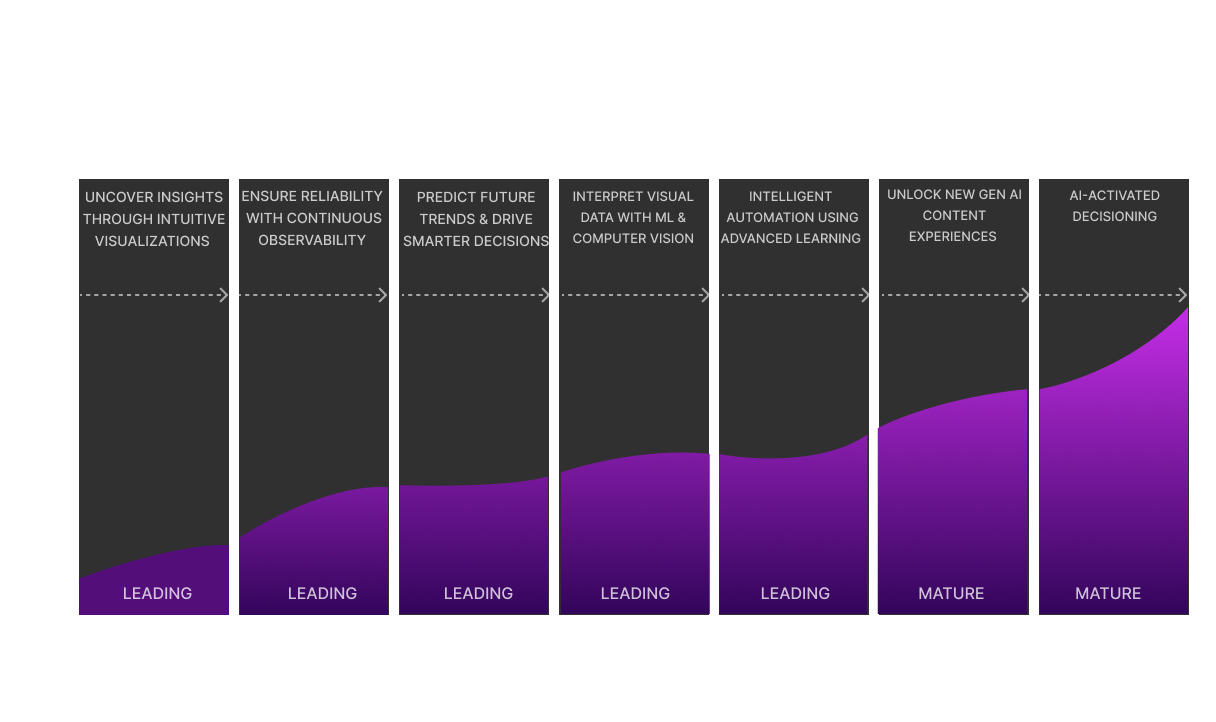 UNCOVER INSIGHTS
THROUGH INTUITIVE
VISUALIZATIONS
ENSURE RELIABILITY
WITH CONTINUOUS
OBSERVABILITY
PREDICT FUTURE
TRENDS & DRIVE
SMARTER DECISIONS
INTERPRET VISUAL
DATA WITH ML &
COMPUTER VISION
INTELLIGENT
AUTOMATION USING
ADVANCED LEARNING
UNLOCK NEW GEN AI
CONTENT
EXPERIENCES
AI-ACTIVATED
DECISIONING
LEADING
LEADING
LEADING
LEADING
LEADING
MATURE
MATURE